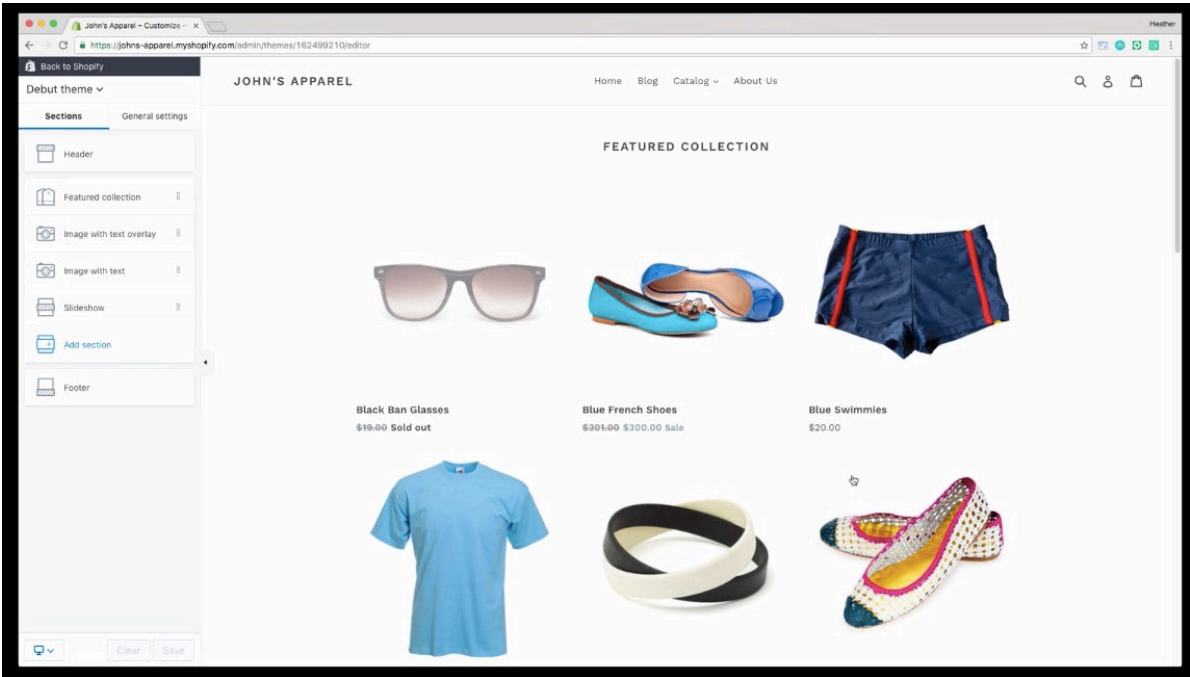 John's Apparel – Customize –
Heather
https://johns-apparel.myshopify.com/admin/themes/162499210/editor
Back to Shopify
Debut theme
Sections General settings
Header
Featured collection
Image with text overlay
Image with text
Slideshow
Add section
Footer
Clear Save
JOHN'S APPAREL
Home Blog Catalog About Us
FEATURED COLLECTION
Black Ban Glasses
$19.00 Sold out
Blue French Shoes
$301.00 $300.00 Sale
Blue Swimmies
$20.00